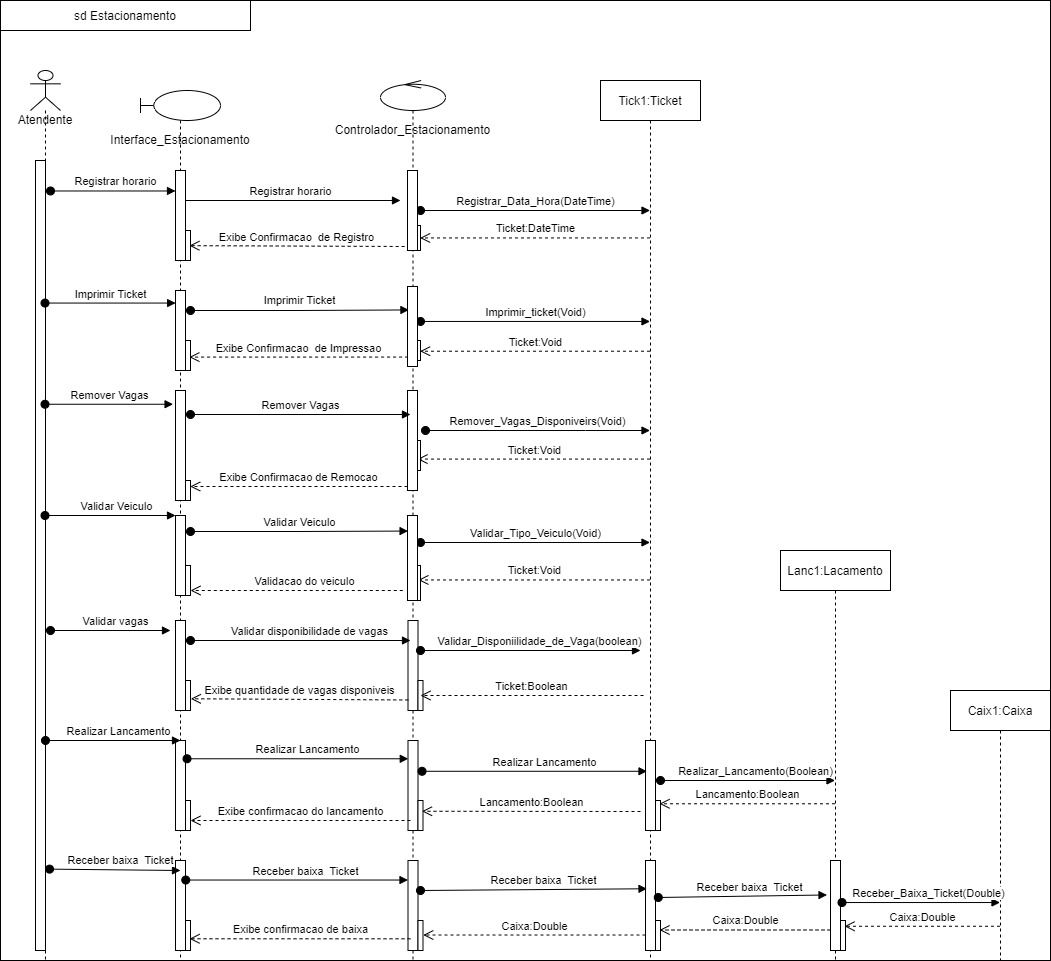 sd Estacionamento
Atendente
Interface_Estacionamento
Controlador_Estacionamento
Tick1:Ticket
Registrar horario
Registrar horario
Registrar_Data_Hora(DateTime)
Ticket:DateTime
Exibe Confirmacao  de Registro
Imprimir Ticket
Imprimir Ticket
Imprimir_ticket(Void)
Ticket:Void
Exibe Confirmacao  de Impressao
Remover Vagas
Remover Vagas
Remover_Vagas_Disponiveirs(Void)
Ticket:Void
Exibe Confirmacao de Remocao
Validar Veiculo
Validar Veiculo
Validar_Tipo_Veiculo(Void)
Ticket:Void
Validacao do veiculo
Lanc1:Lacamento
Validar vagas
Validar disponibilidade de vagas
Validar_Disponiilidade_de_Vaga(boolean)
Ticket:Boolean
Exibe quantidade de vagas disponiveis
Caix1:Caixa
Realizar Lancamento
Realizar Lancamento
Realizar Lancamento
Realizar_Lancamento(Boolean)
Lancamento:Boolean
Lancamento:Boolean
Exibe confirmacao do lancamento
Receber baixa  Ticket
Receber baixa  Ticket
Receber baixa  Ticket
Receber baixa  Ticket
Receber_Baixa_Ticket(Double)
Caixa:Double
Caixa:Double
Caixa:Double
Exibe confirmacao de baixa